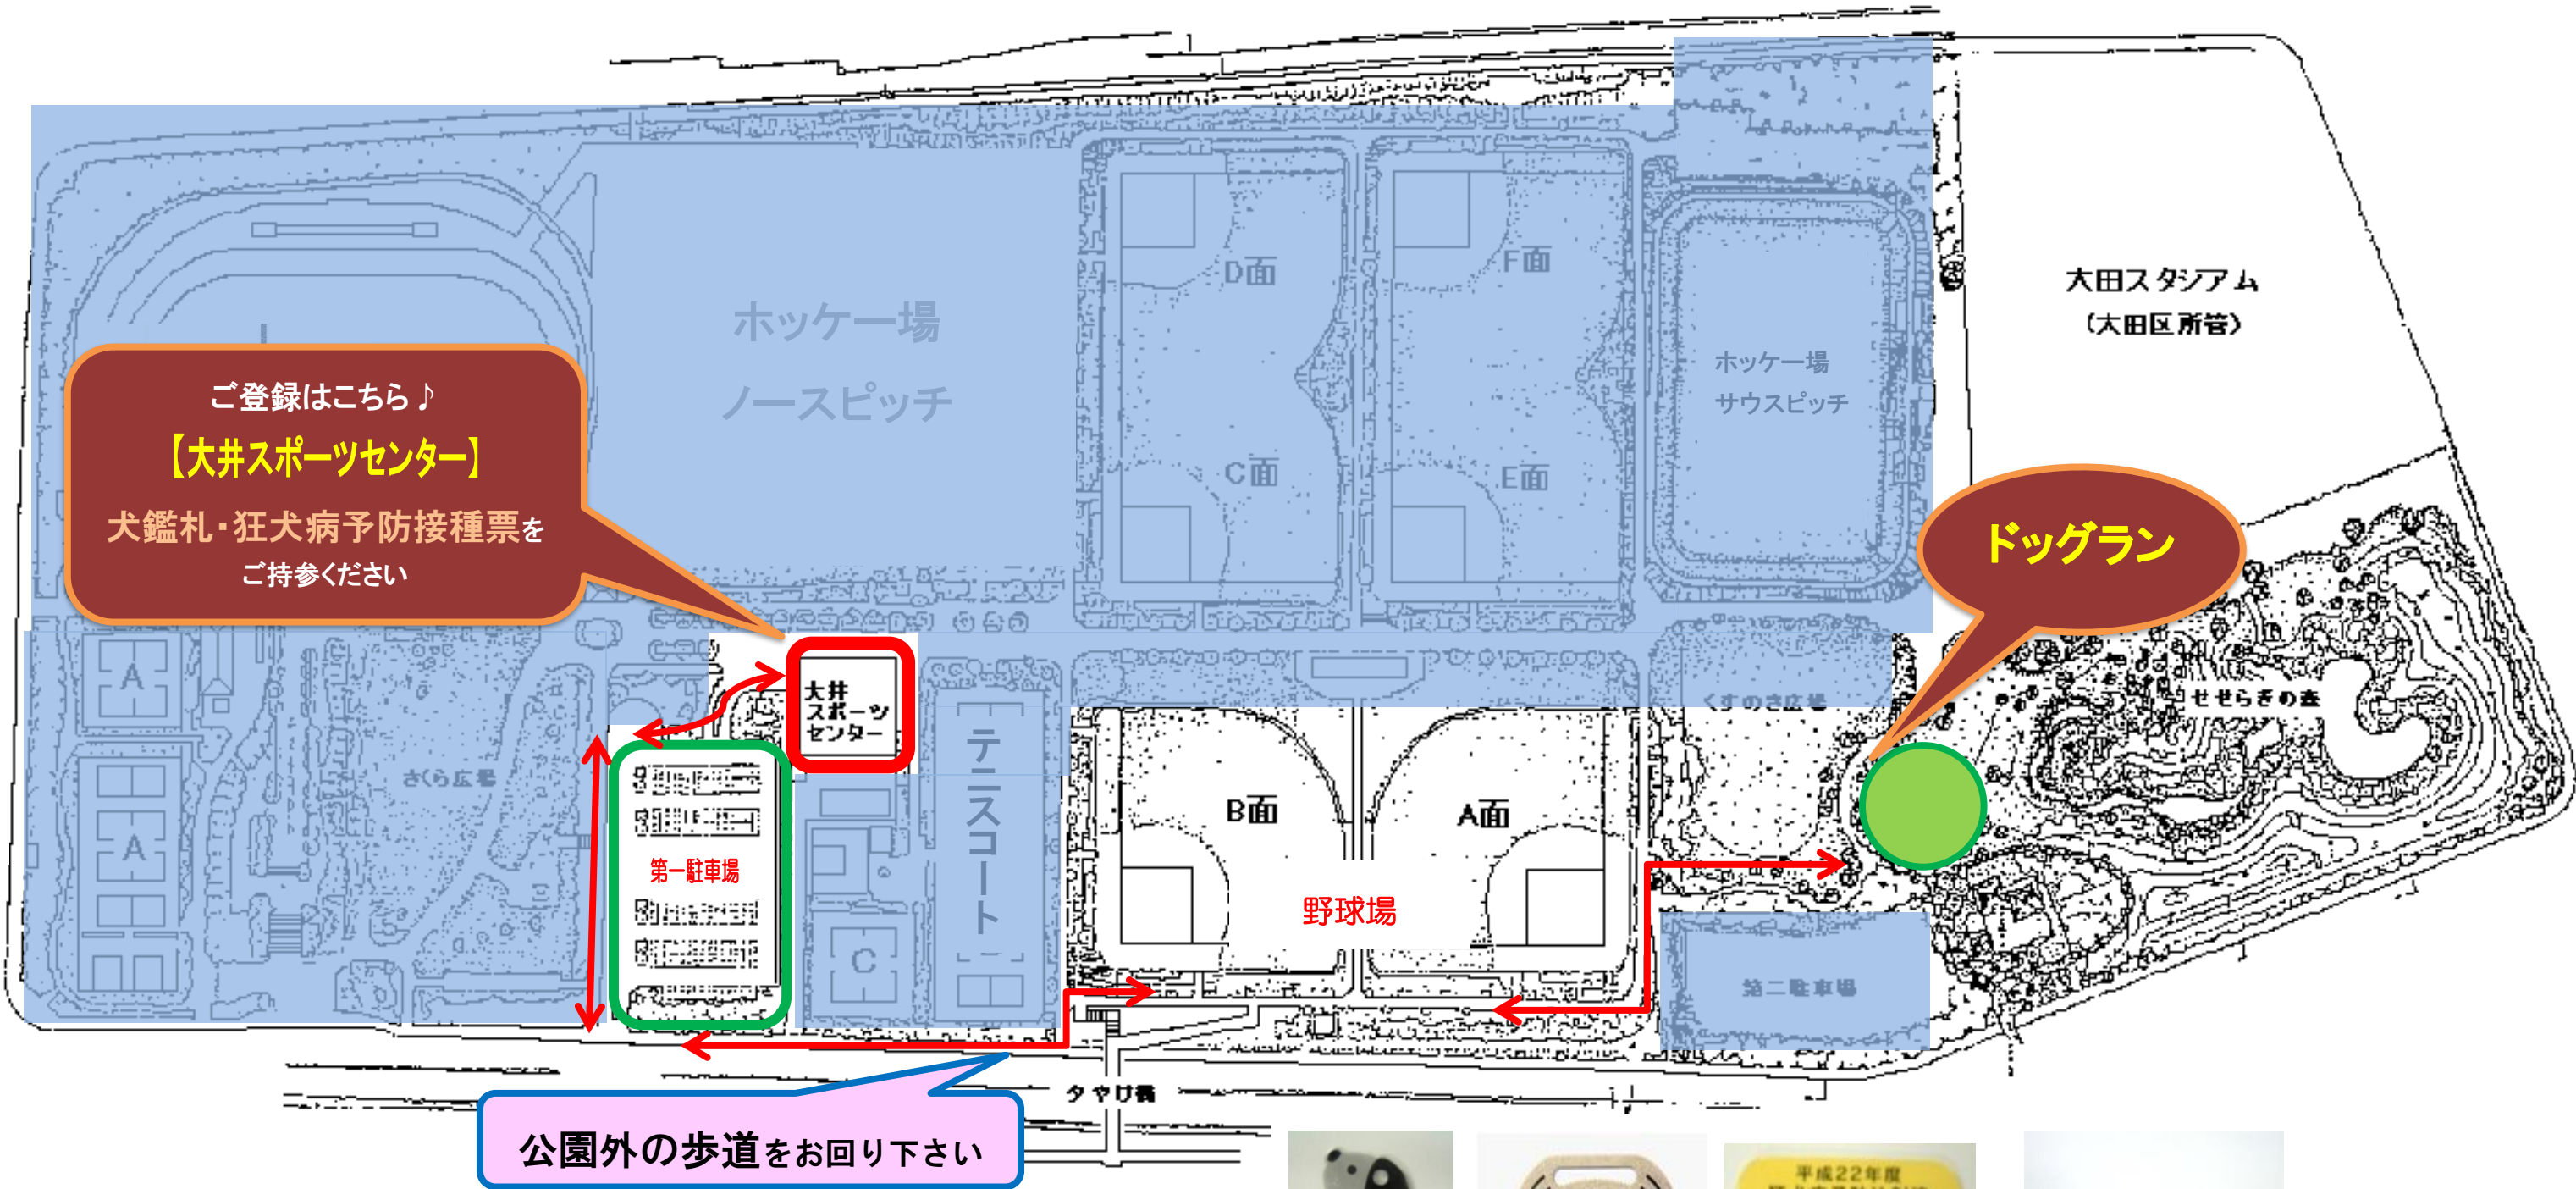 大田スタジアム
(大田区所管)
D面
F面
ホッケー場
ノースピッチ
ホッケー場
サウスピッチ
ご登録はこちら♪
【大井スポーツセンター】
犬鑑札・狂犬病予防接種票を
ご持参ください
C面
E面
ドッグラン
A
大井
スポーツ
センター
くすのき広場
せせらぎの森
さくら広場
テニスコート
A
第一駐車場
B面
A面
野球場
C
第二駐車場
夕やけ橋
公園外の歩道をお回り下さい
平成22年度